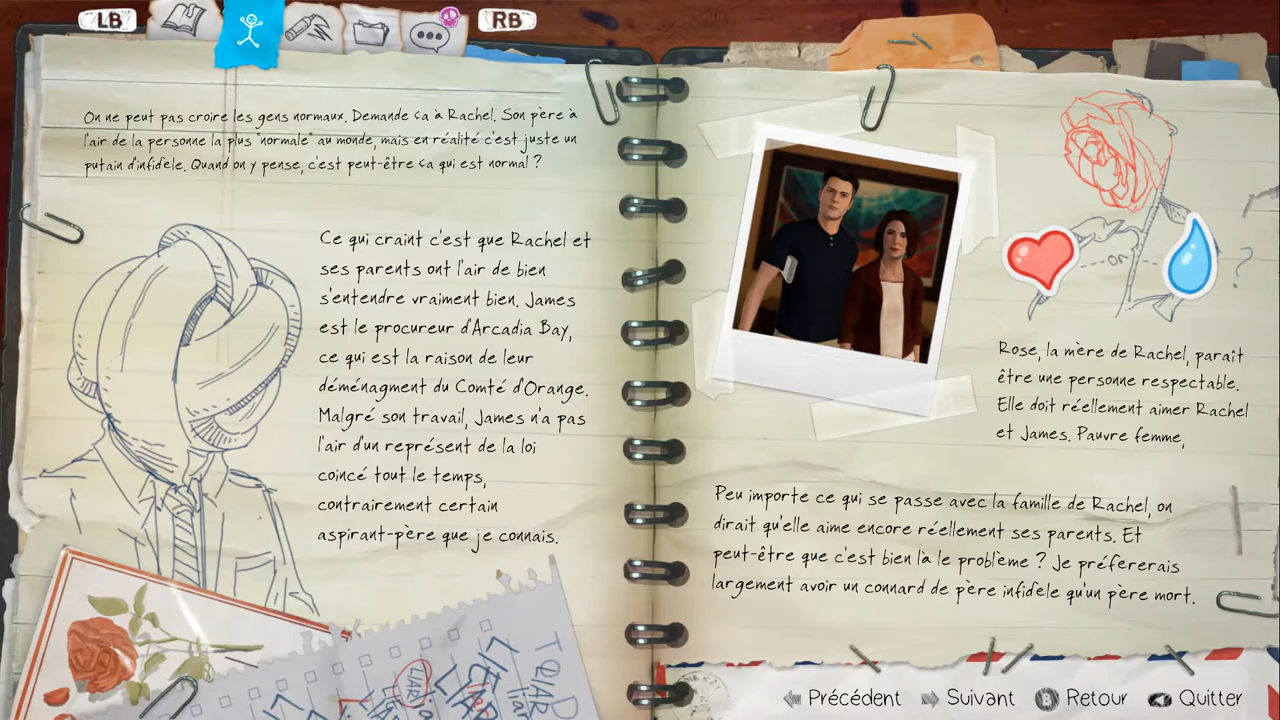 LB
RB
On ne peut pas croire les gens normaux. Demande ça à Rachel. Son père à
l'air de la personne la plus "normale" au monde, mais en réalité c'est juste un
putain d'infidèle. Quand on y pense, c'est peut-être ça qui est normal ?
Ce qui craint c'est que Rachel et
ses parents ont l'air de bien
s'entendre vraiment bien. James
est le procureur d'Arcadia Bay,
ce qui est la raison de leur
déménagment du Comté d'Orange.
Malgré son travail, James n'a pas
l'air d'un représent de la loi
coincé tout le temps,
contrairement certain
aspirant-père que je connais.
TRIAR
liar
LIAR
or
?
Rose, la mère de Rachel, parait
être une personne respectable.
Elle doit réellement aimer Rachel
et James. Pauvre femme,
Peu importe ce qui se passe avec la famille de Rachel, on
dirait qu'elle aime encore réellement ses parents. Et
peut-être que c'est bien là le problème ? Je préfererais
largement avoir un connard de père infidèle qu'un père mort.
Précédent
Suivant
B Retour
Quitter